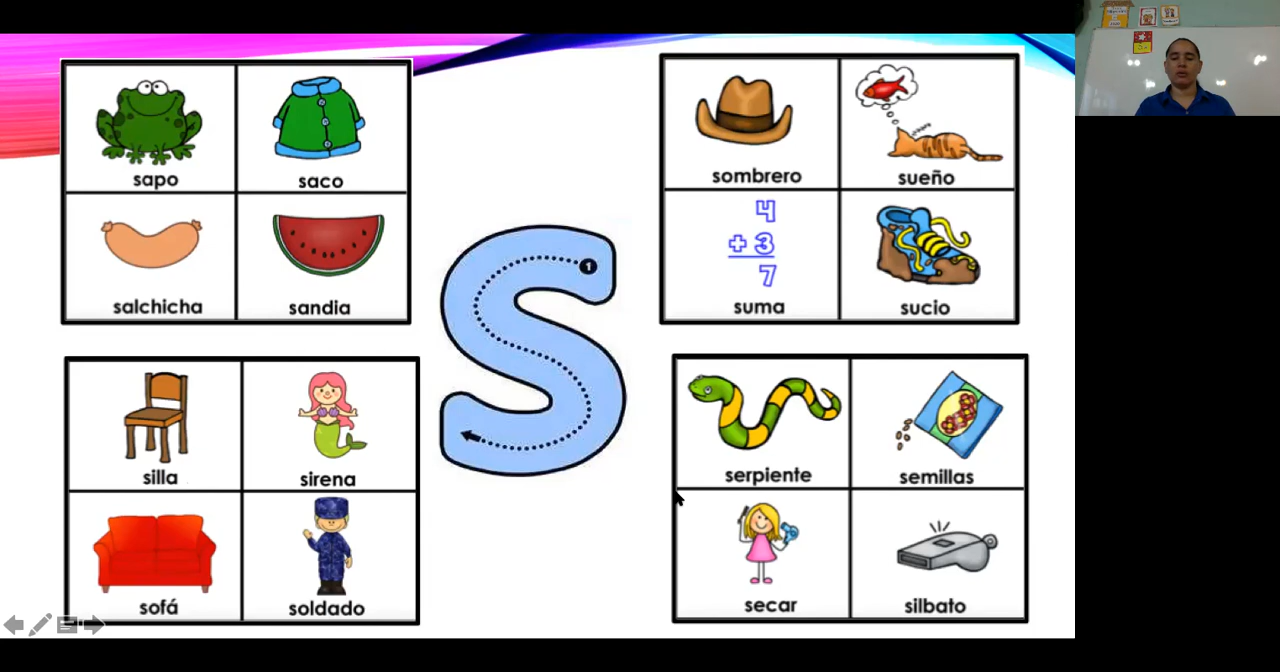 sapo
saco
salchicha
sandia
silla
sirena
sofá
soldado
S
1
sombrero
sueño
4
+ 3
7
suma
sucio
serpiente
semillas
secar
silbato